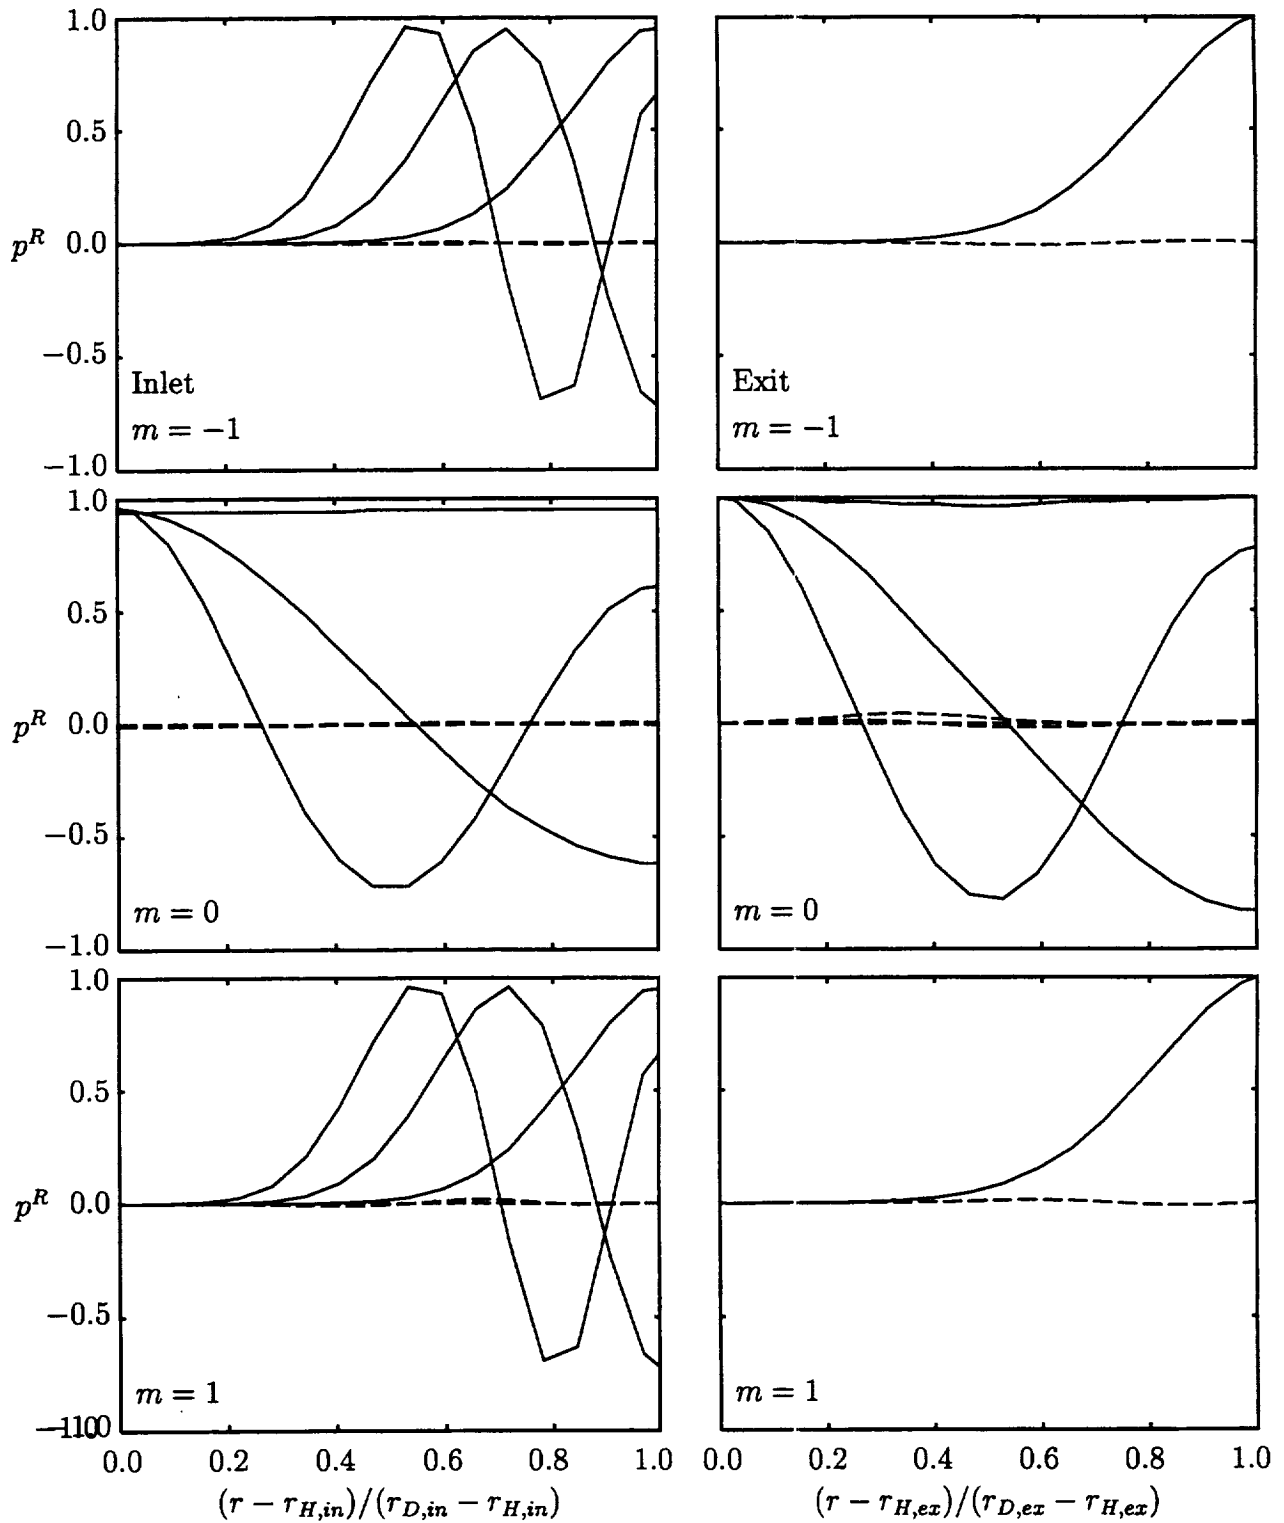 1.0
0.5
p^R 0.0
−0.5
Inlet
Exit
m = −1
m = −1
−1.0
1.0
0.5
p^R 0.0
−0.5
m = 0
m = 0
−1.0
1.0
0.5
p^R 0.0
−0.5
m = 1
m = 1
0.0 0.2 0.4 0.6 0.8 1.0
0.0 0.2 0.4 0.6 0.8 1.0
(r − r_{H,in})/(r_{D,in} − r_{H,in})
(r − r_{H,ex})/(r_{D,ex} − r_{H,ex})